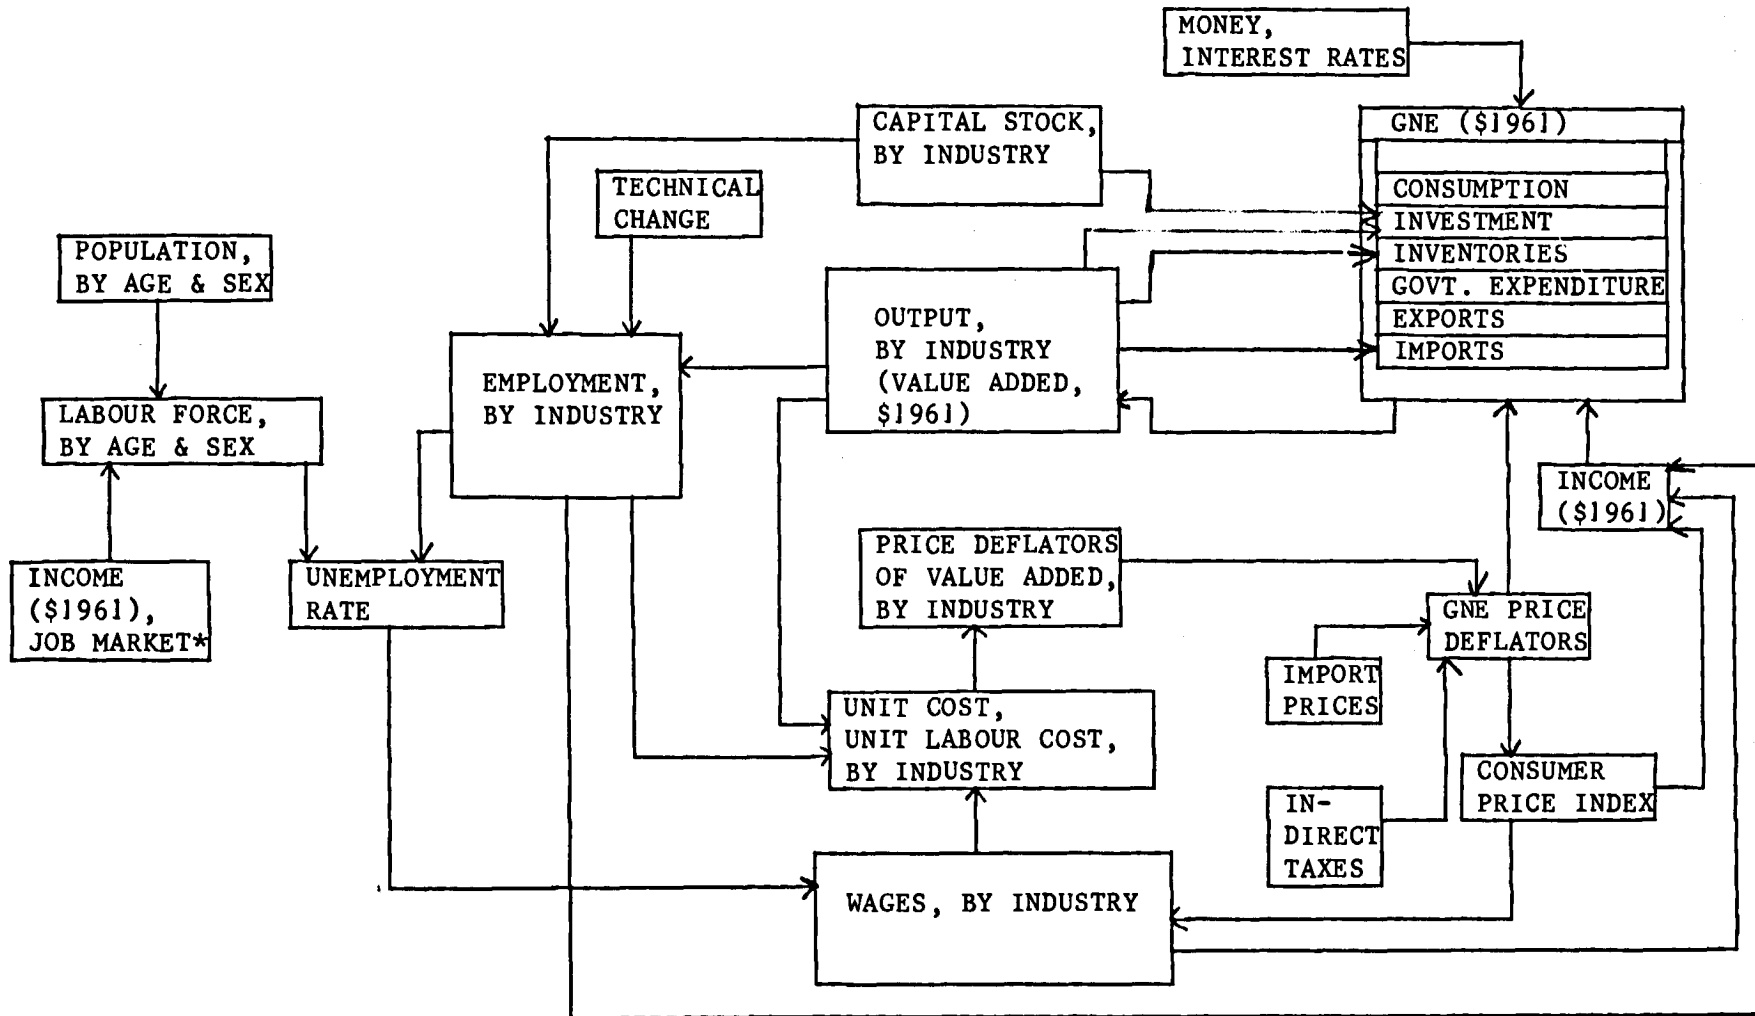 MONEY,
INTEREST RATES
CAPITAL STOCK,
BY INDUSTRY
GNE ($1961)
CONSUMPTION
INVESTMENT
INVENTORIES
GOVT. EXPENDITURE
EXPORTS
IMPORTS
TECHNICAL
CHANGE
POPULATION,
BY AGE & SEX
OUTPUT,
BY INDUSTRY
(VALUE ADDED,
$1961)
EMPLOYMENT,
BY INDUSTRY
LABOUR FORCE,
BY AGE & SEX
INCOME
($1961)
INCOME
($1961),
JOB MARKET*
UNEMPLOYMENT
RATE
PRICE DEFLATORS
OF VALUE ADDED,
BY INDUSTRY
GNE PRICE
DEFLATORS
IMPORT
PRICES
UNIT COST,
UNIT LABOUR COST,
BY INDUSTRY
CONSUMER
PRICE INDEX
IN-
DIRECT
TAXES
WAGES, BY INDUSTRY